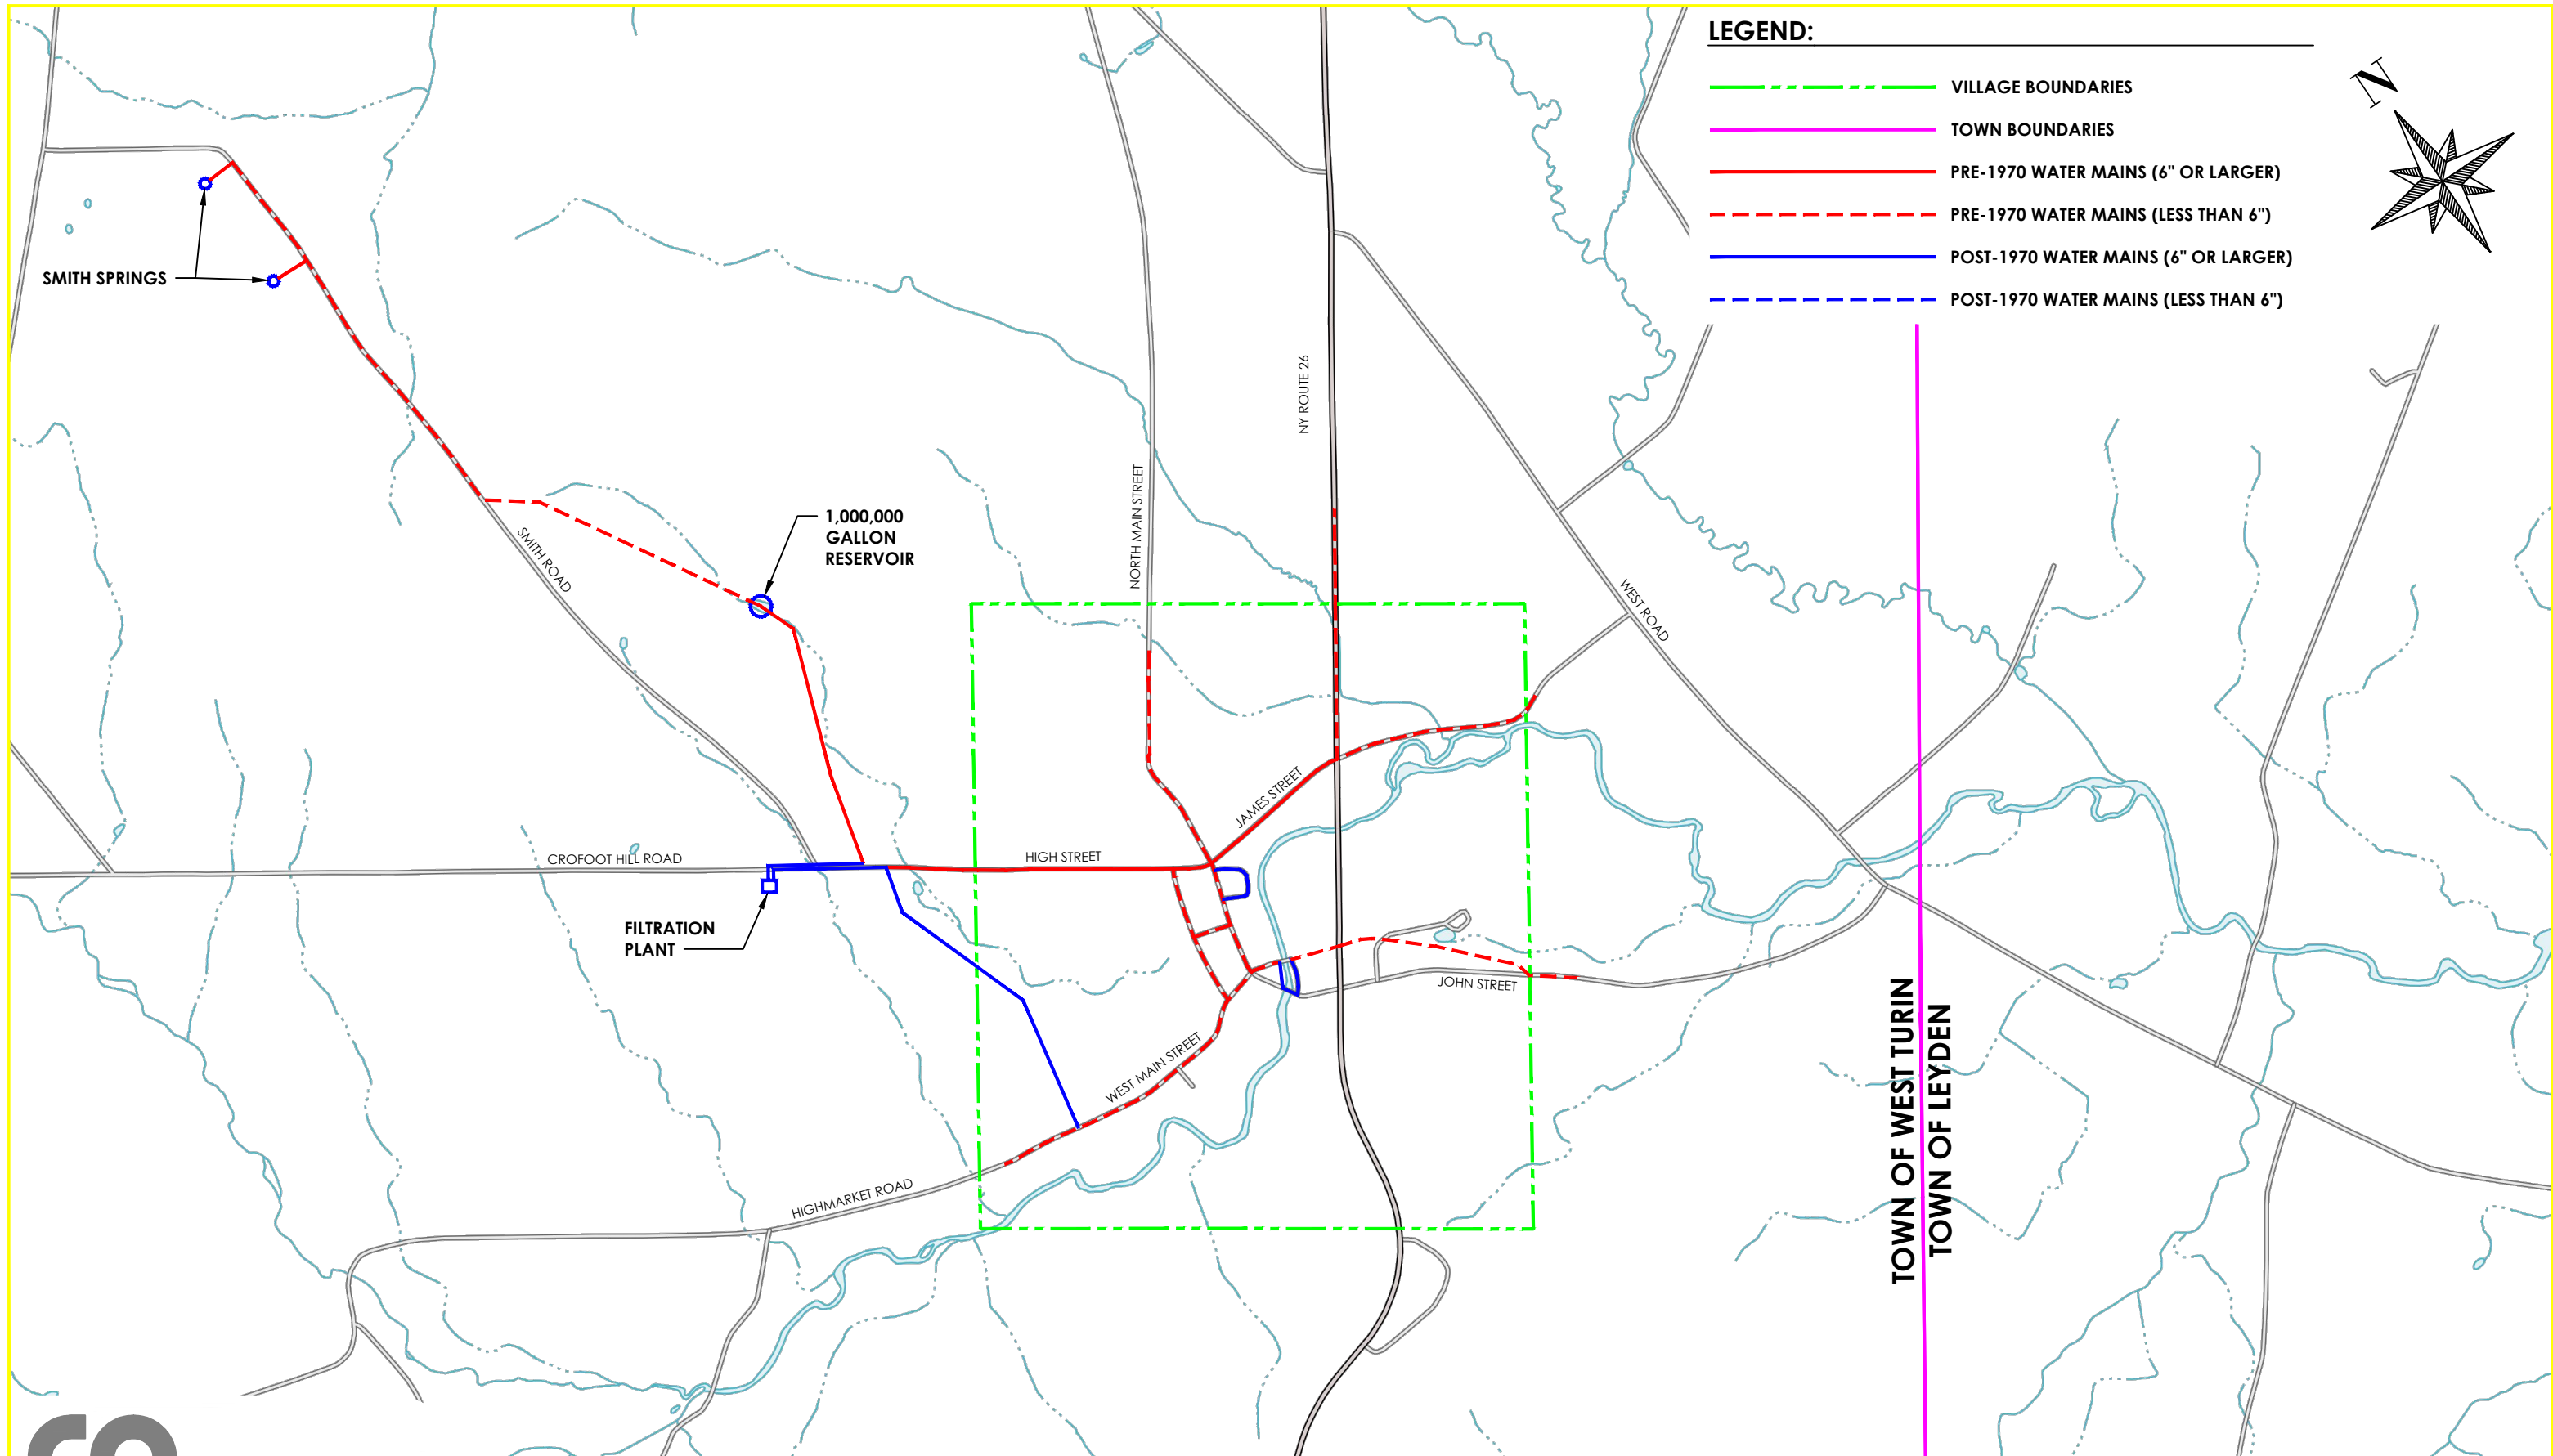 LEGEND:
VILLAGE BOUNDARIES
TOWN BOUNDARIES
PRE-1970 WATER MAINS (6" OR LARGER)
PRE-1970 WATER MAINS (LESS THAN 6")
POST-1970 WATER MAINS (6" OR LARGER)
POST-1970 WATER MAINS (LESS THAN 6")
N
SMITH SPRINGS
NY ROUTE 26
NORTH MAIN STREET
1,000,000
GALLON
RESERVOIR
SMITH ROAD
WEST ROAD
JAMES STREET
CROFOOT HILL ROAD
HIGH STREET
FILTRATION
PLANT
JOHN STREET
WEST MAIN STREET
HIGHMARKET ROAD
TOWN OF WEST TURIN
TOWN OF LEYDEN